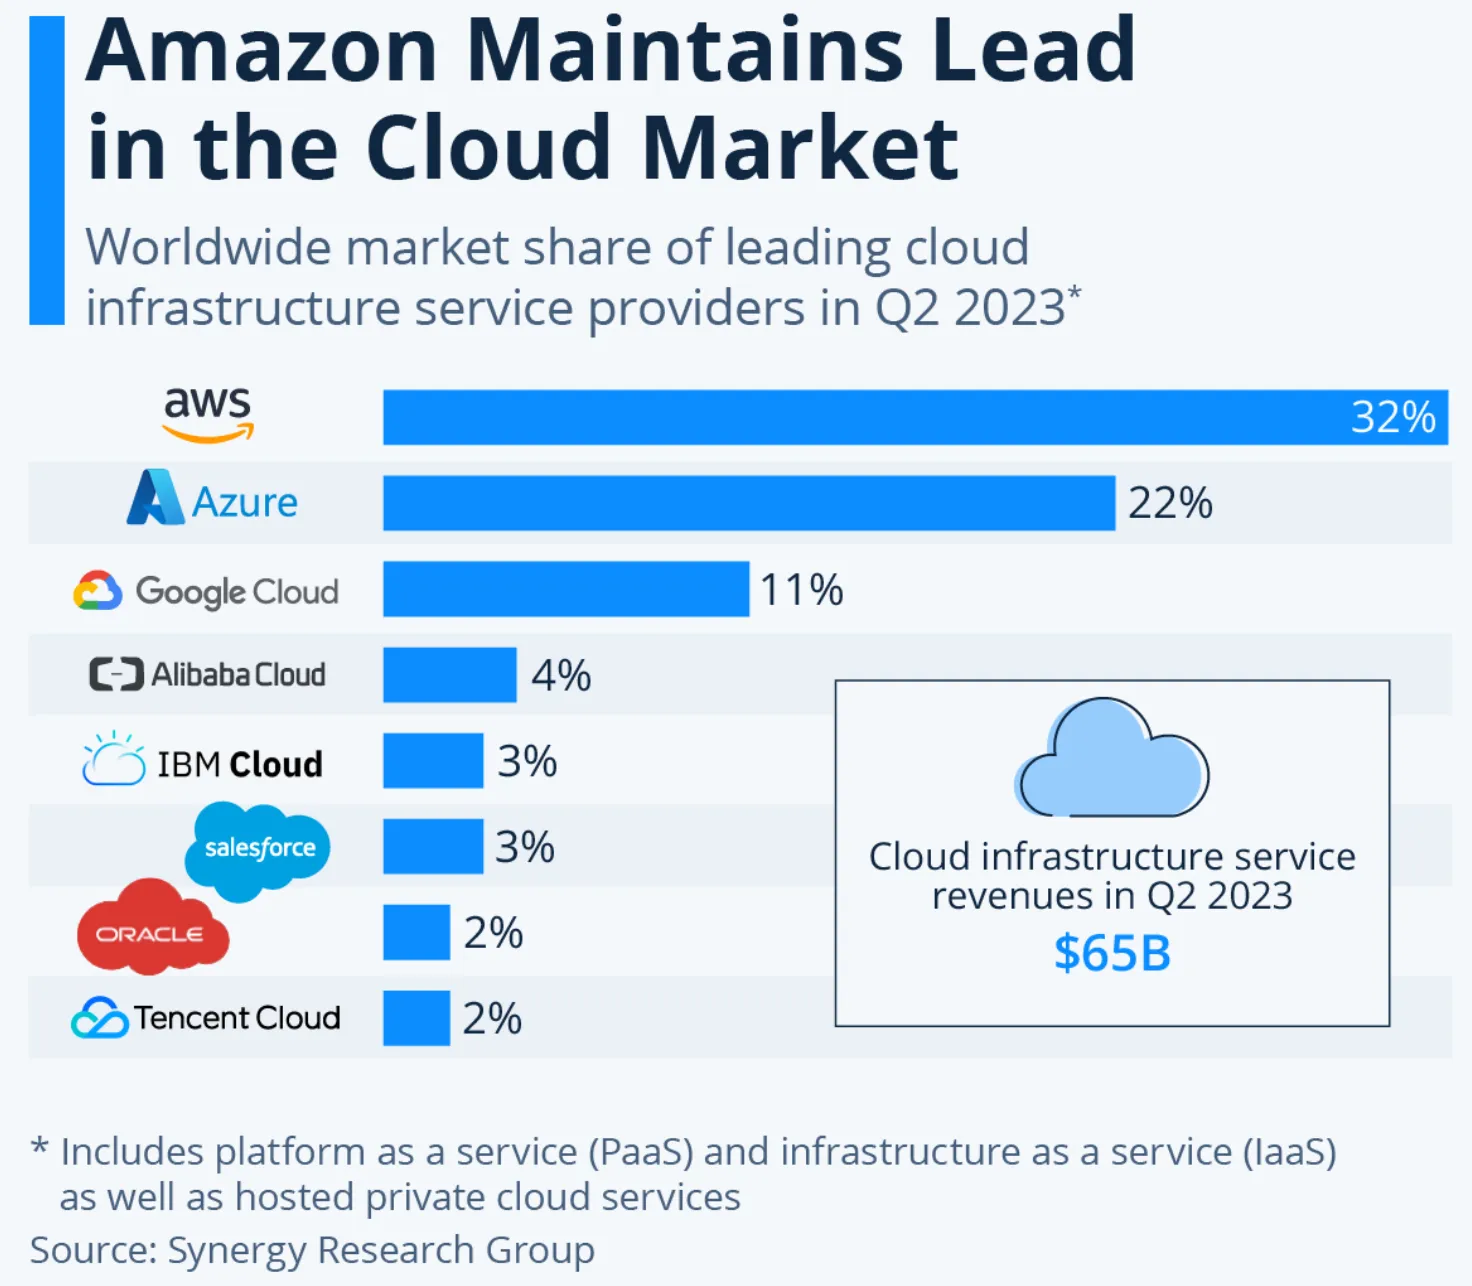 Amazon Maintains Lead
in the Cloud Market
Worldwide market share of leading cloud
infrastructure service providers in Q2 2023*
aws
32%
Azure
22%
Google Cloud
11%
Alibaba Cloud
4%
IBM Cloud
3%
salesforce
3%
ORACLE
2%
Tencent Cloud
2%
Cloud infrastructure service
revenues in Q2 2023
$65B
* Includes platform as a service (PaaS) and infrastructure as a service (IaaS)
as well as hosted private cloud services
Source: Synergy Research Group